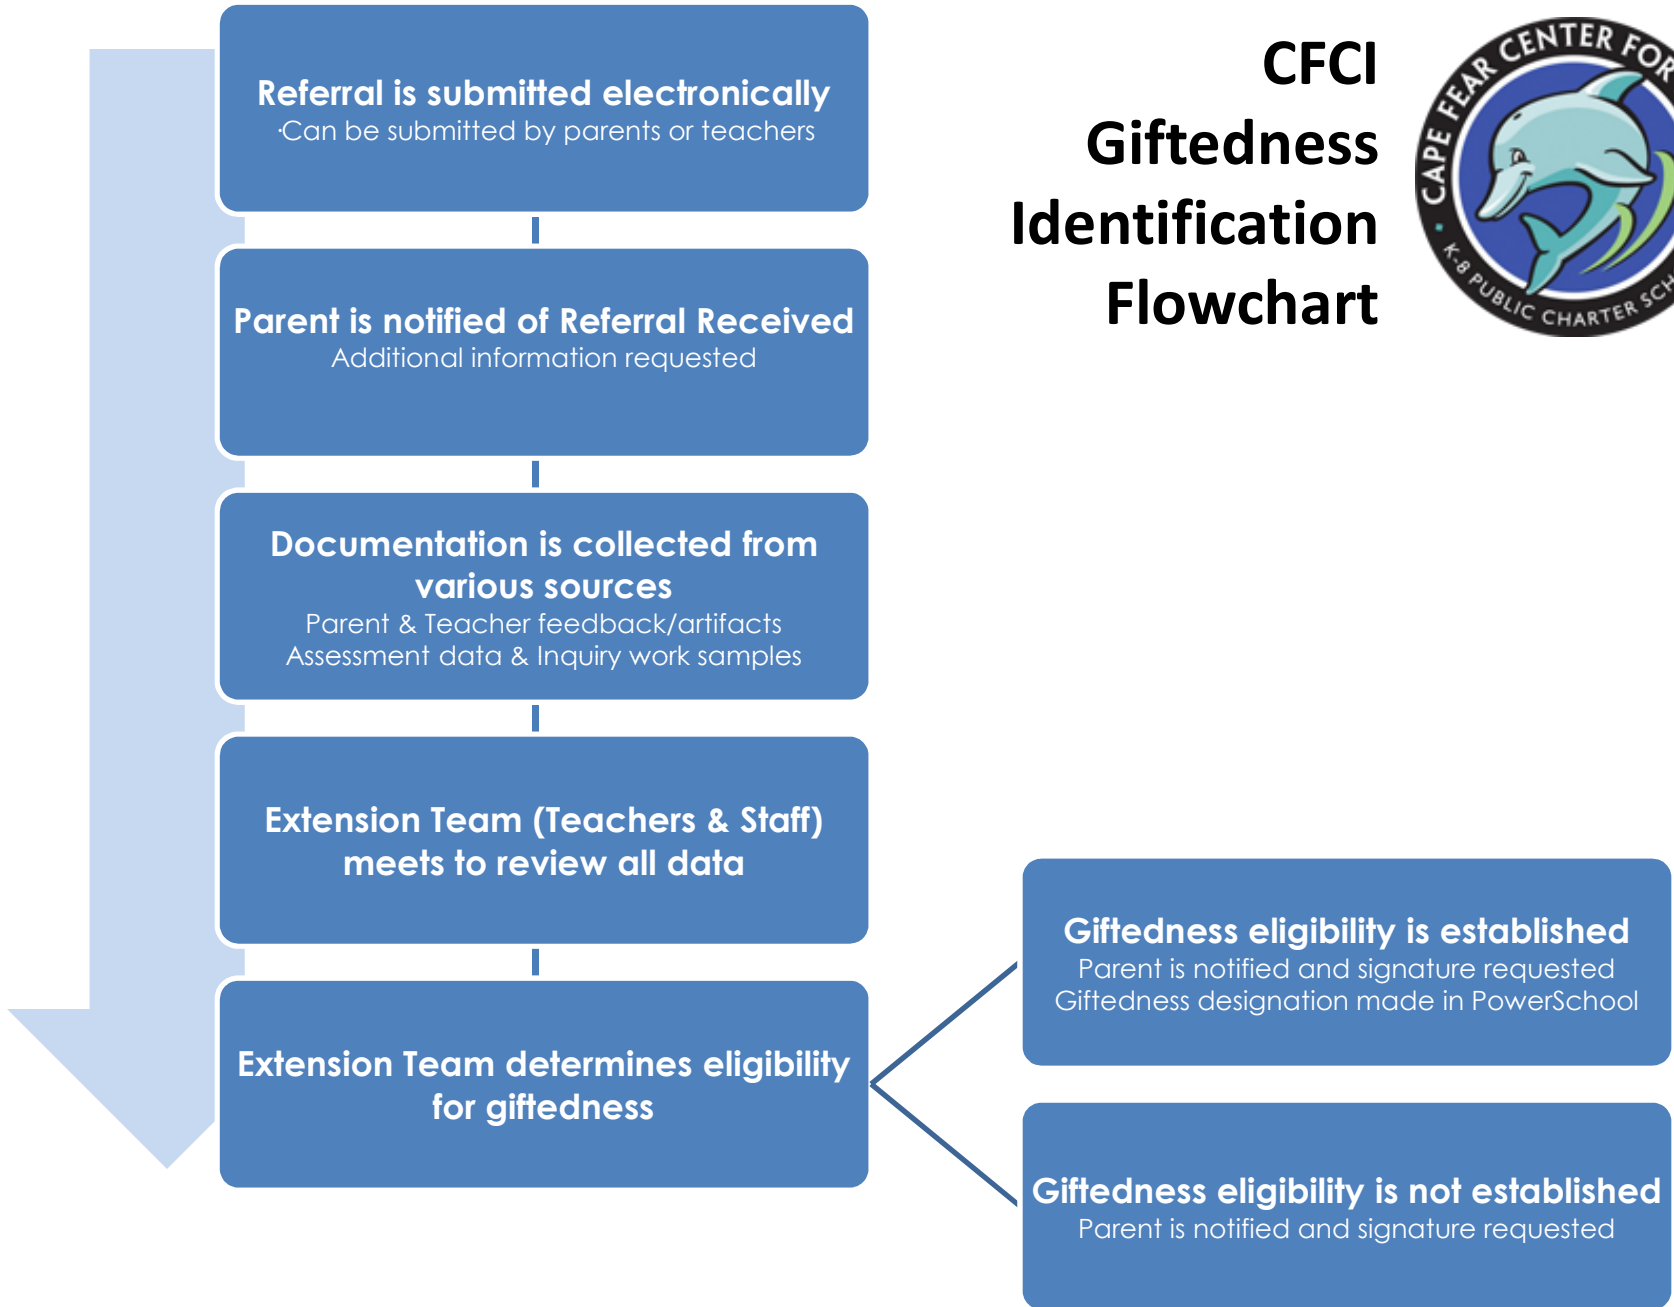 CFCI
Giftedness
Identification
Flowchart
CAPE FEAR CENTER FOR
K-8 PUBLIC CHARTER
Referral is submitted electronically
·Can be submitted by parents or teachers
Parent is notified of Referral Received
Additional information requested
Documentation is collected from
various sources
Parent & Teacher feedback/artifacts
Assessment data & Inquiry work samples
Extension Team (Teachers & Staff)
meets to review all data
Extension Team determines eligibility
for giftedness
Giftedness eligibility is established
Parent is notified and signature requested
Giftedness designation made in PowerSchool
Giftedness eligibility is not established
Parent is notified and signature requested